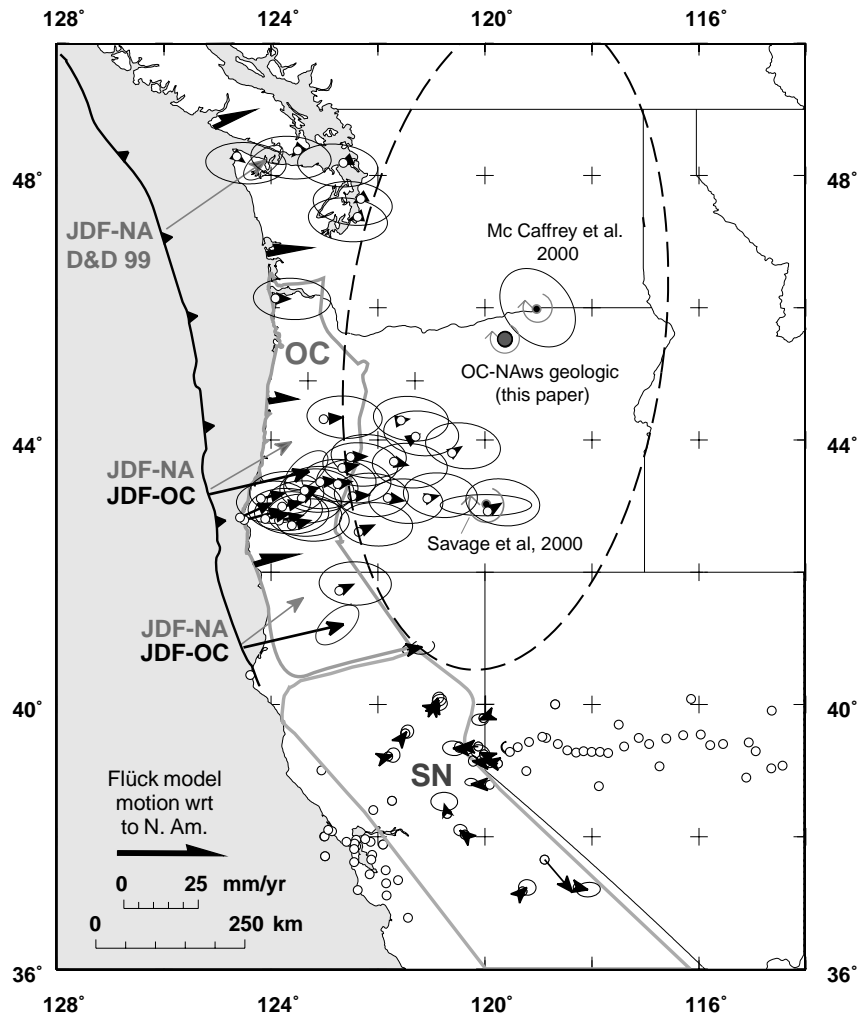 128˚ 124˚ 120˚ 116˚
48˚ 48˚
JDF-NA
D&D 99
Mc Caffrey et al.
2000
OC
OC-NAws geologic
(this paper)
44˚ 44˚
JDF-NA
JDF-OC
Savage et al, 2000
JDF-NA
JDF-OC
40˚ 40˚
SN
Flück model
motion wrt
to N. Am.
0 25 mm/yr
0 250 km
36˚ 36˚
128˚ 124˚ 120˚ 116˚